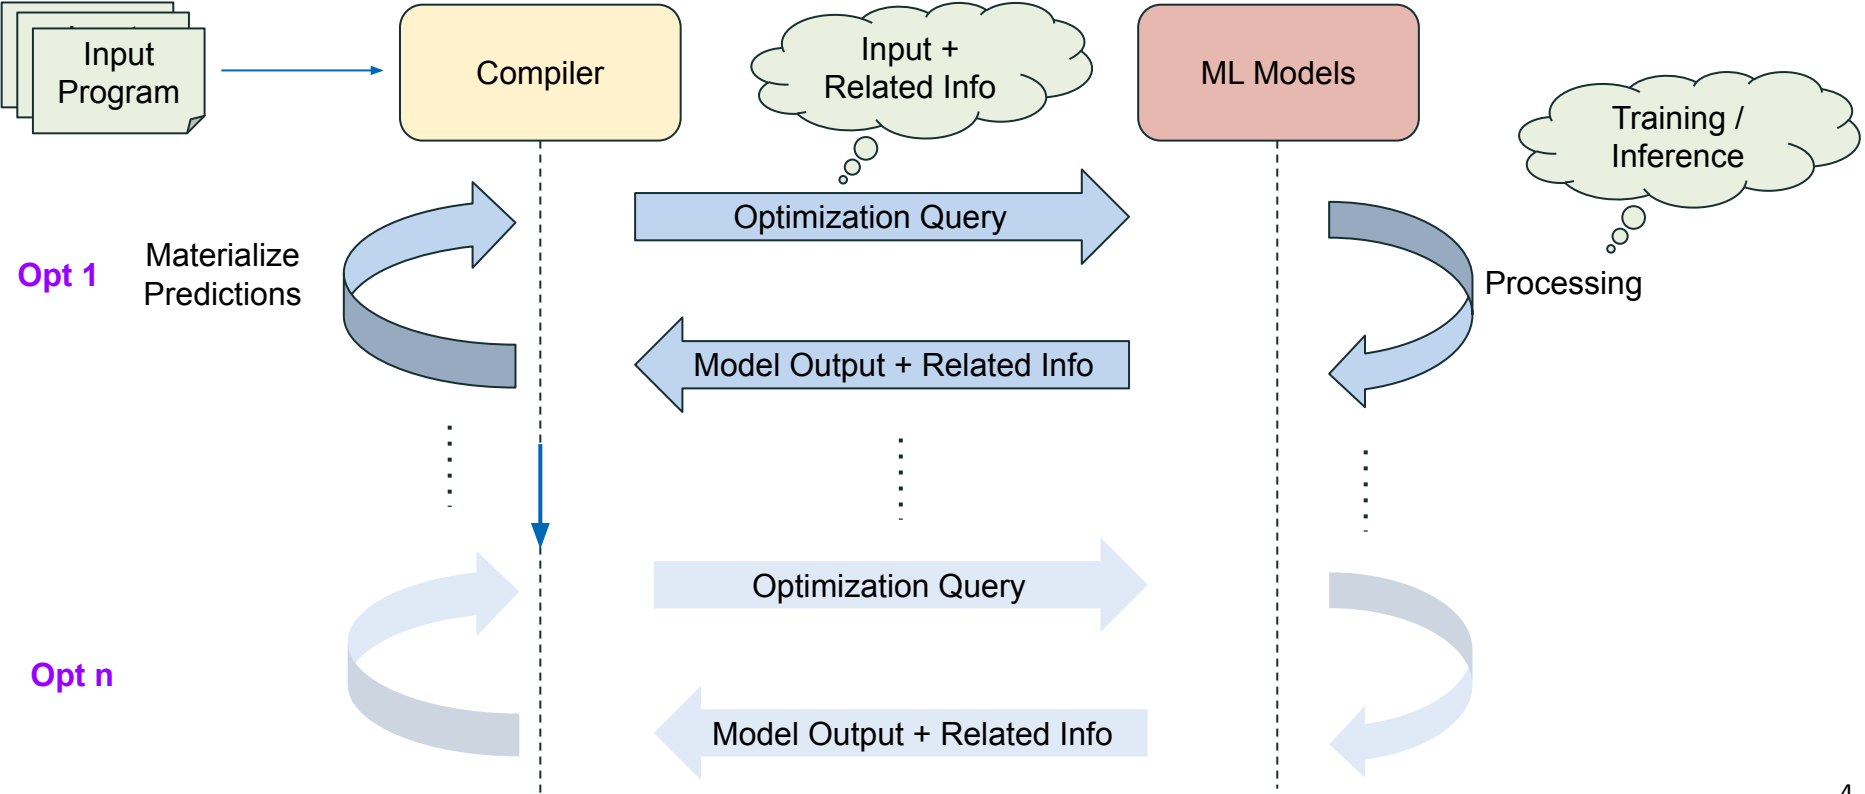 Input
Program
Compiler
Input +
Related Info
ML Models
Training /
Inference
Optimization Query
Opt 1
Materialize
Predictions
Processing
Model Output + Related Info
Optimization Query
Opt n
Model Output + Related Info